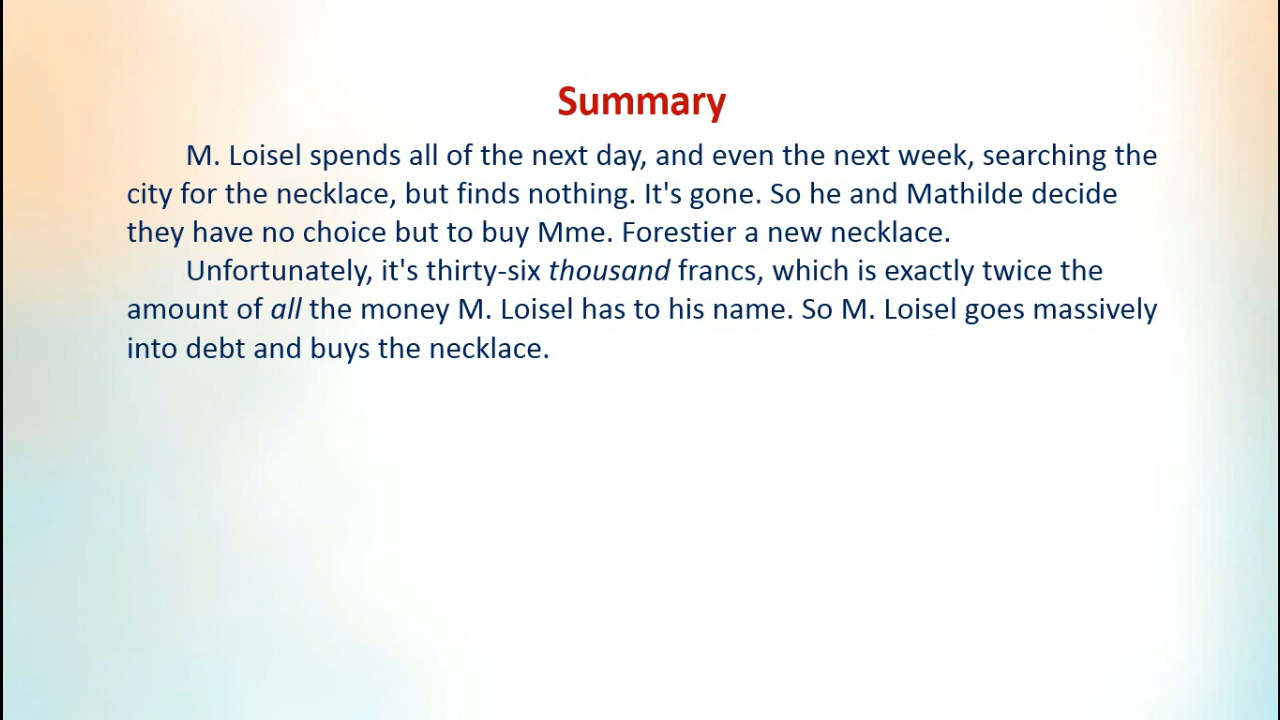 Summary
M. Loisel spends all of the next day, and even the next week, searching the
city for the necklace, but finds nothing. It's gone. So he and Mathilde decide
they have no choice but to buy Mme. Forestier a new necklace.
Unfortunately, it's thirty-six thousand francs, which is exactly twice the
amount of all the money M. Loisel has to his name. So M. Loisel goes massively
into debt and buys the necklace.